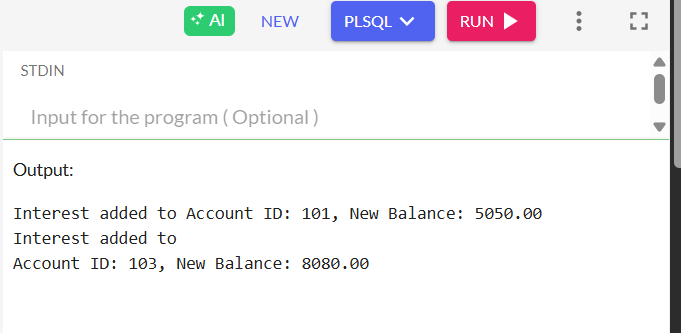 AI NEW PLSQL RUN
STDIN
Input for the program ( Optional )
Output:
Interest added to Account ID: 101, New Balance: 5050.00
Interest added to
Account ID: 103, New Balance: 8080.00